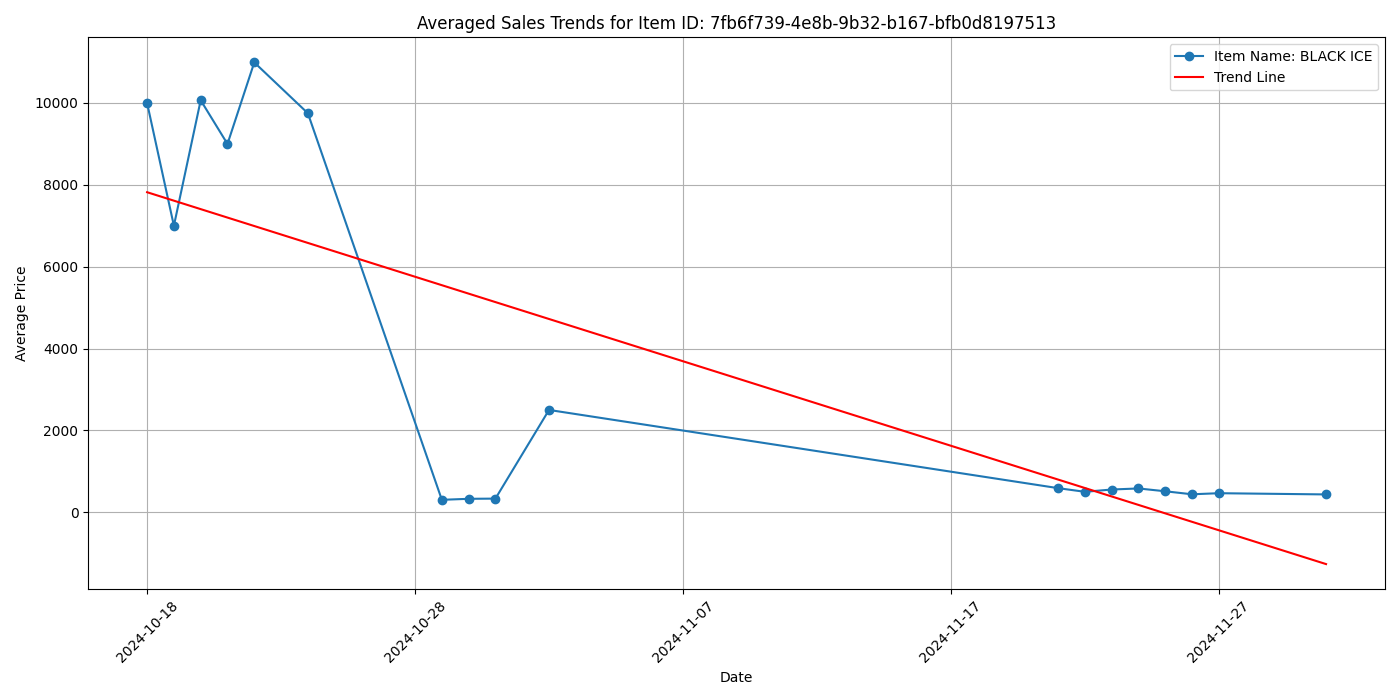 Averaged Sales Trends for Item ID: 7fb6f739-4e8b-9b32-b167-bfb0d8197513
Item Name: BLACK ICE
Trend Line
Average Price
10000
8000
6000
4000
2000
0
2024-10-18
2024-10-28
2024-11-07
2024-11-17
2024-11-27
Date